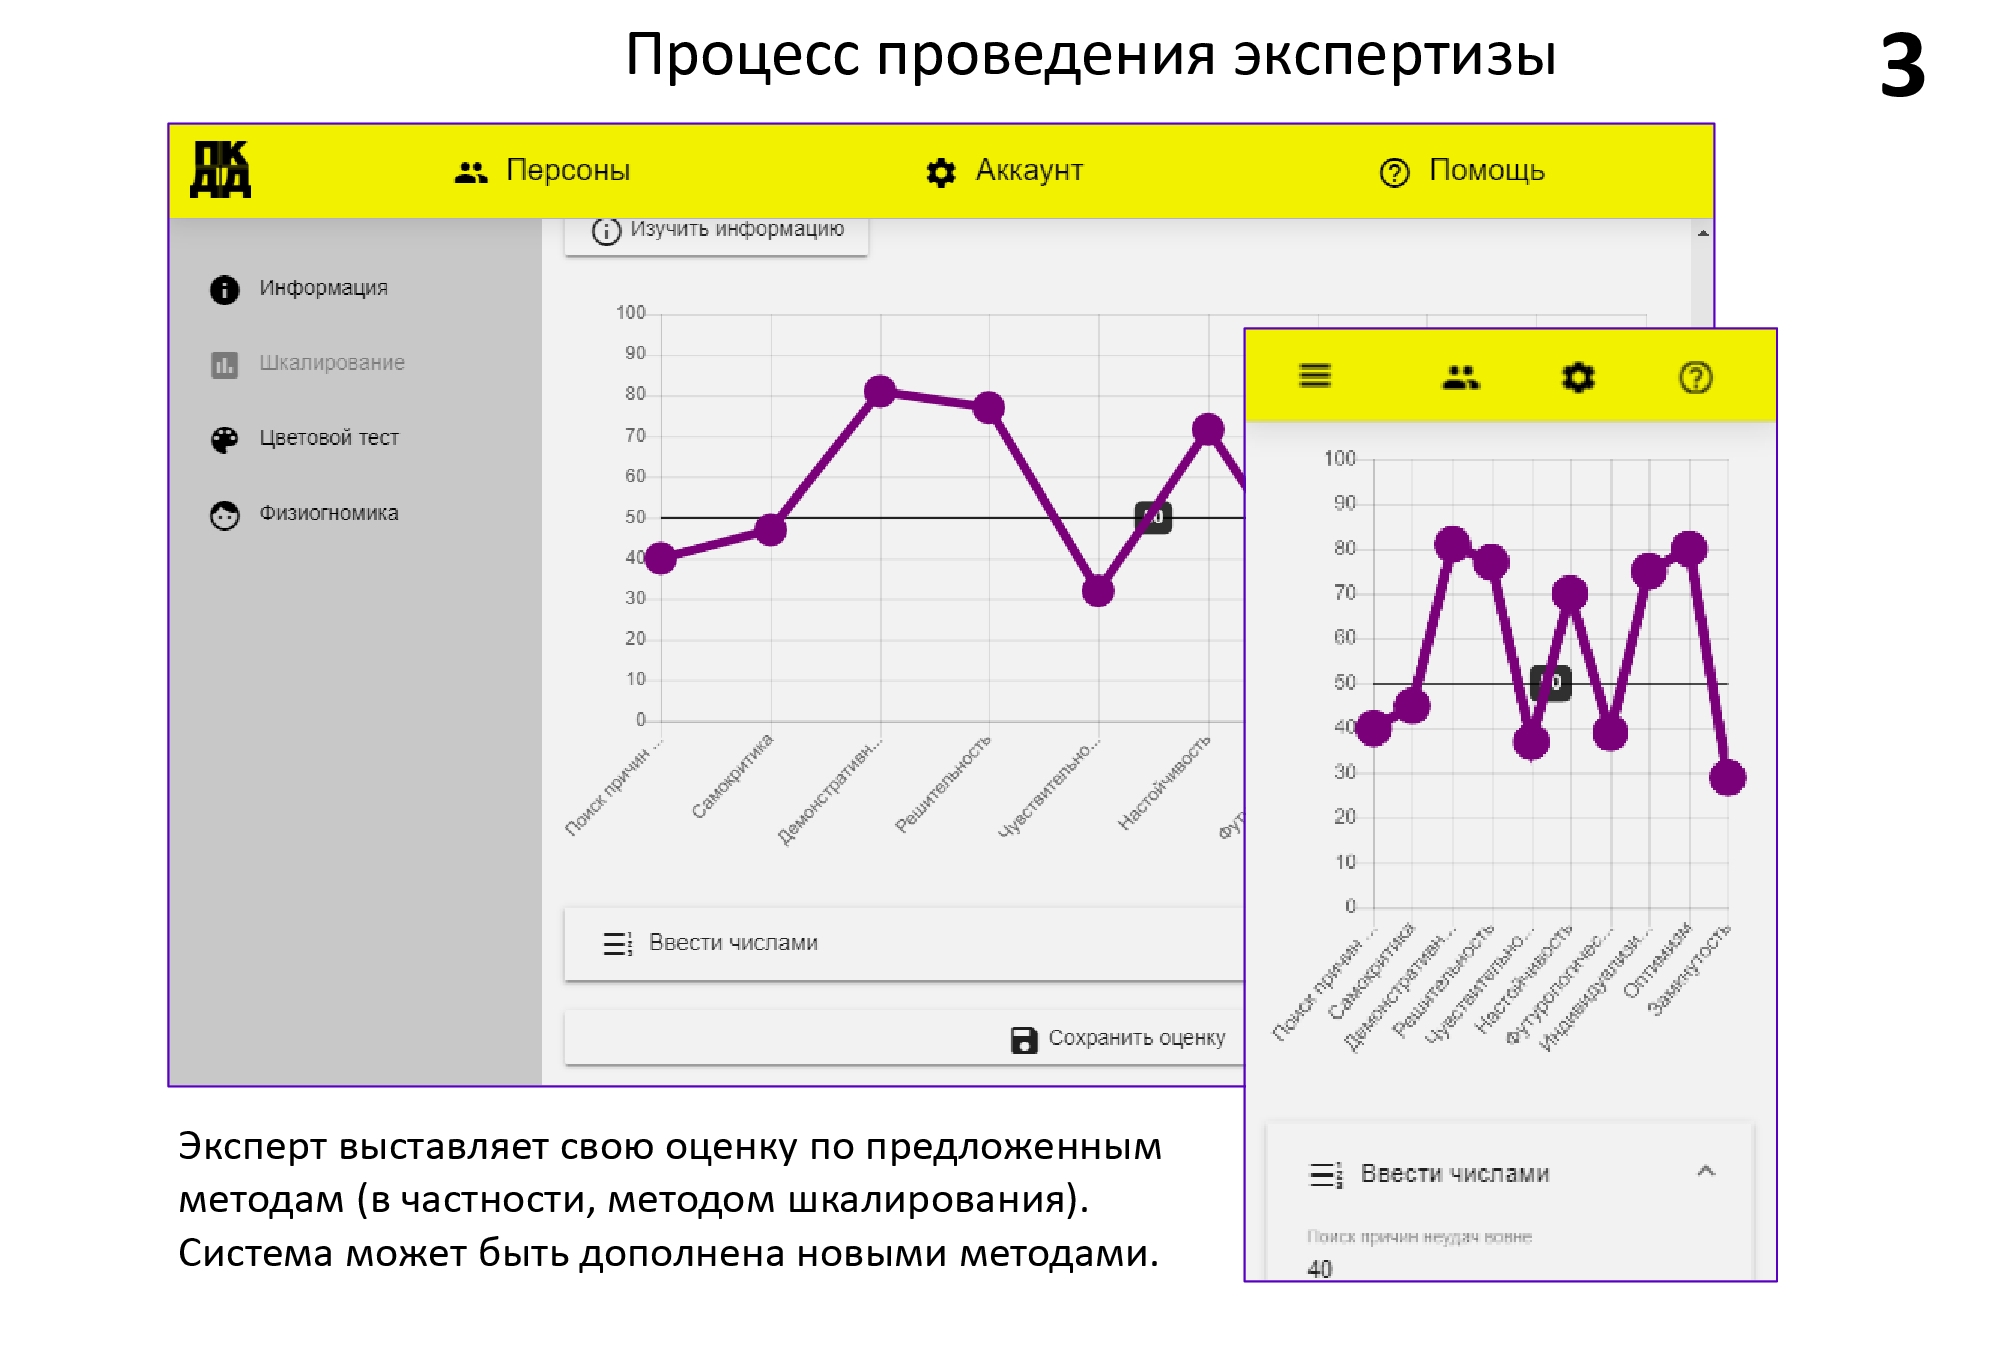 Процесс проведения экспертизы
3
ПК
ДД
Персоны
Аккаунт
Помощь
Изучить информацию
Информация
Шкалирование
Цветовой тест
Физиогномика
100
90
80
70
60
50
40
30
20
10
0
Поиск причин ...
Самокритика
Демонстративн...
Решительность
Чувствительно...
Настойчивость
Ввести числами
Сохранить оценку
100
90
80
70
60
50
40
30
20
10
0
Поиск причин ...
Самокритика
Демонстративн...
Решительность
Чувствительно...
Настойчивость
Футурологичес...
Индивидуализи...
Оптимизм
Замкнутость
Ввести числами
Поиск причин неудач вовне
40
Эксперт выставляет свою оценку по предложенным
методам (в частности, методом шкалирования).
Система может быть дополнена новыми методами.